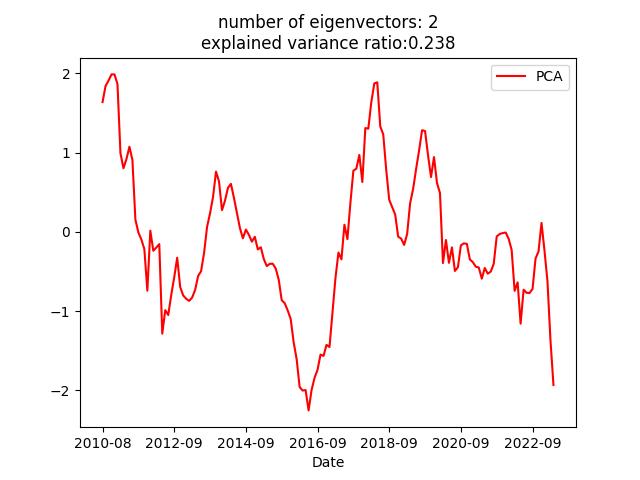 number of eigenvectors: 2
explained variance ratio:0.238
PCA
2
1
0
−1
−2
2010-08 2012-09 2014-09 2016-09 2018-09 2020-09 2022-09
Date